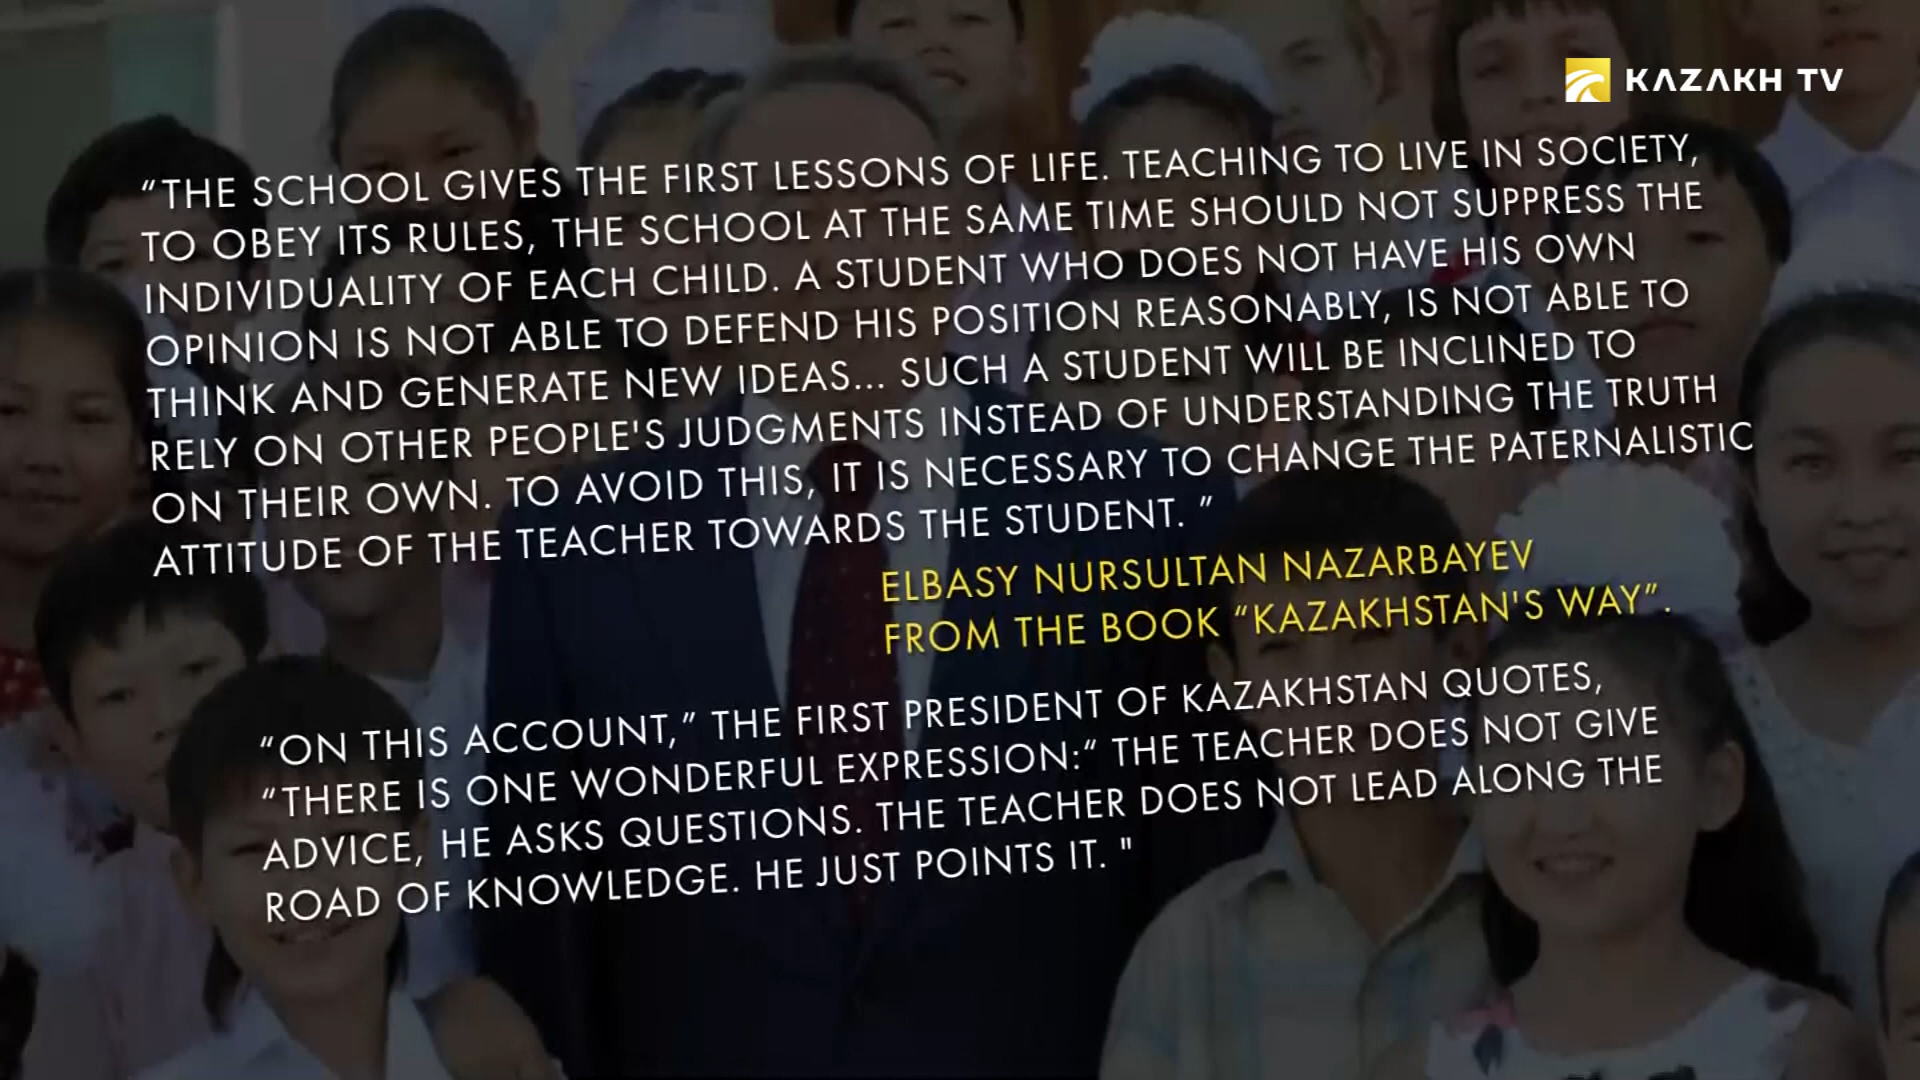 KAZAKH TV
“THE SCHOOL GIVES THE FIRST LESSONS OF LIFE. TEACHING TO LIVE IN SOCIETY,
TO OBEY ITS RULES, THE SCHOOL AT THE SAME TIME SHOULD NOT SUPPRESS THE
INDIVIDUALITY OF EACH CHILD. A STUDENT WHO DOES NOT HAVE HIS OWN
OPINION IS NOT ABLE TO DEFEND HIS POSITION REASONABLY, IS NOT ABLE TO
THINK AND GENERATE NEW IDEAS... SUCH A STUDENT WILL BE INCLINED TO
RELY ON OTHER PEOPLE'S JUDGMENTS INSTEAD OF UNDERSTANDING THE TRUTH
ON THEIR OWN. TO AVOID THIS, IT IS NECESSARY TO CHANGE THE PATERNALISTIC
ATTITUDE OF THE TEACHER TOWARDS THE STUDENT. ”
ELBASY NURSULTAN NAZARBAYEV
FROM THE BOOK “KAZAKHSTAN'S WAY”.
“ON THIS ACCOUNT,” THE FIRST PRESIDENT OF KAZAKHSTAN QUOTES,
“THERE IS ONE WONDERFUL EXPRESSION:“ THE TEACHER DOES NOT GIVE
ADVICE, HE ASKS QUESTIONS. THE TEACHER DOES NOT LEAD ALONG THE
ROAD OF KNOWLEDGE. HE JUST POINTS IT. "